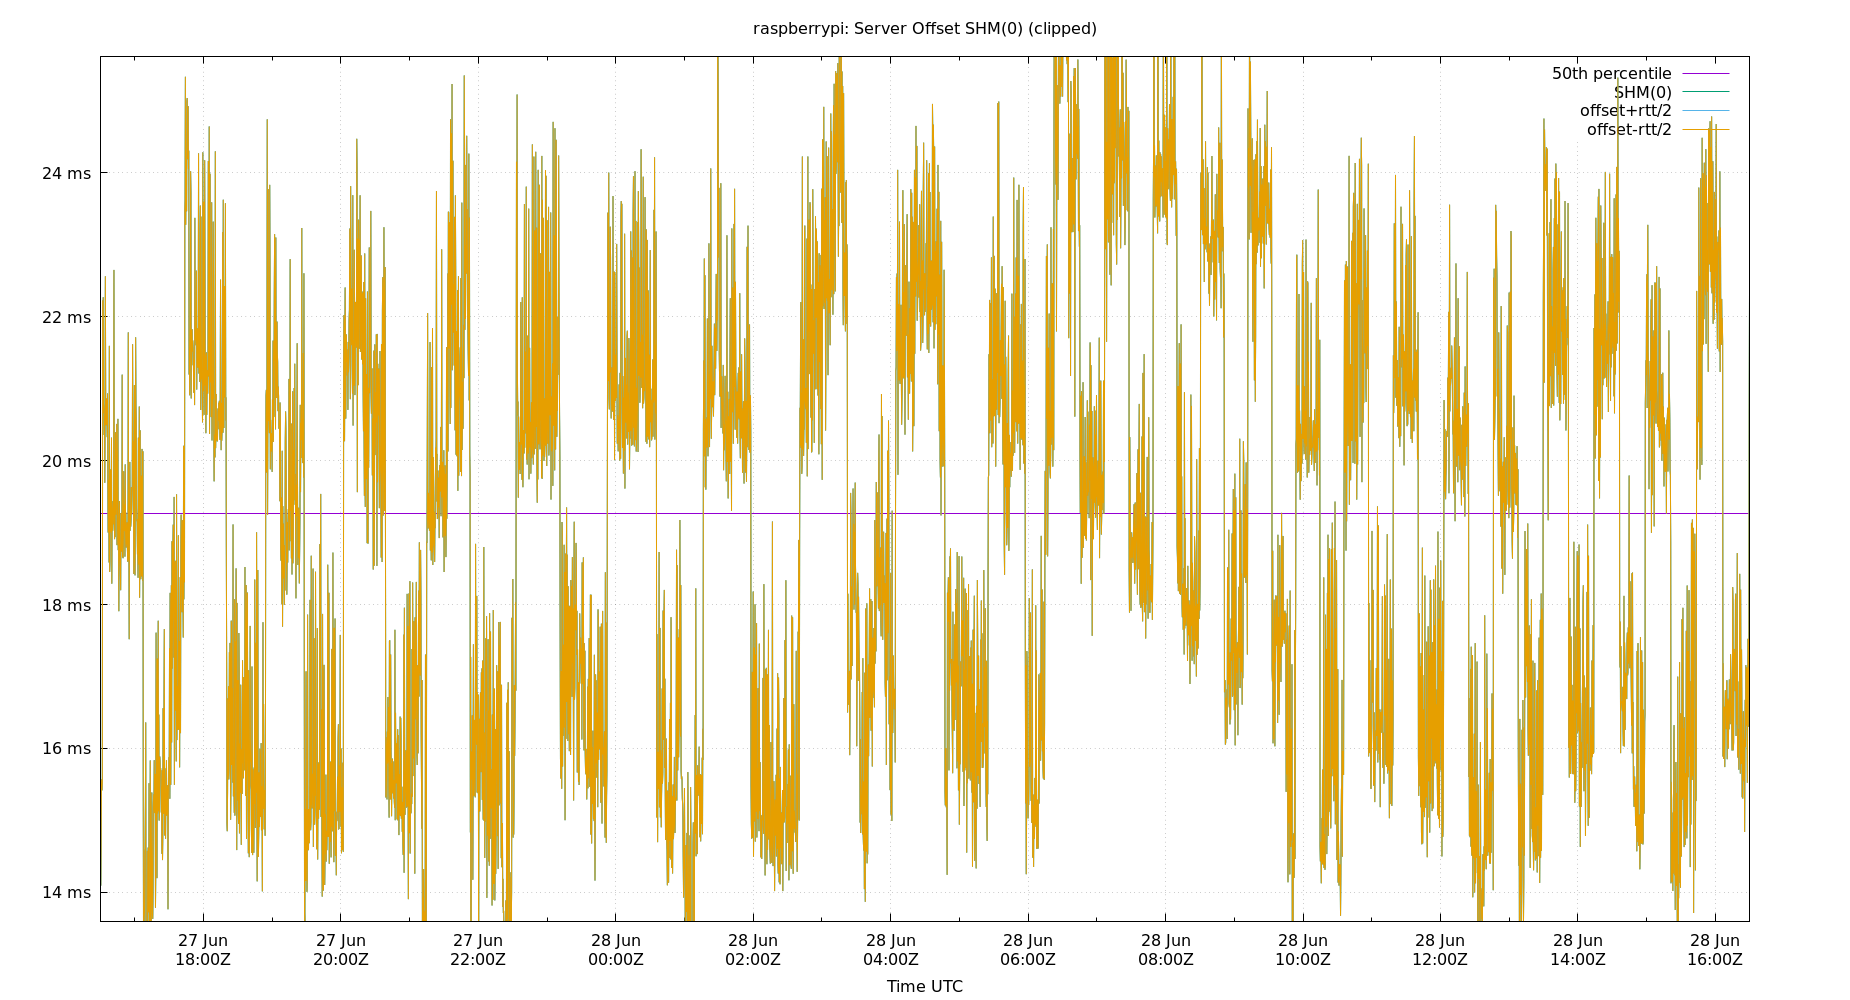 raspberrypi: Server Offset SHM(0) (clipped)
50th percentile
SHM(0)
offset+rtt/2
offset-rtt/2
24 ms
22 ms
20 ms
18 ms
16 ms
14 ms
27 Jun 27 Jun 27 Jun 28 Jun 28 Jun 28 Jun 28 Jun 28 Jun 28 Jun 28 Jun 28 Jun 28 Jun
18:00Z 20:00Z 22:00Z 00:00Z 02:00Z 04:00Z 06:00Z 08:00Z 10:00Z 12:00Z 14:00Z 16:00Z
Time UTC